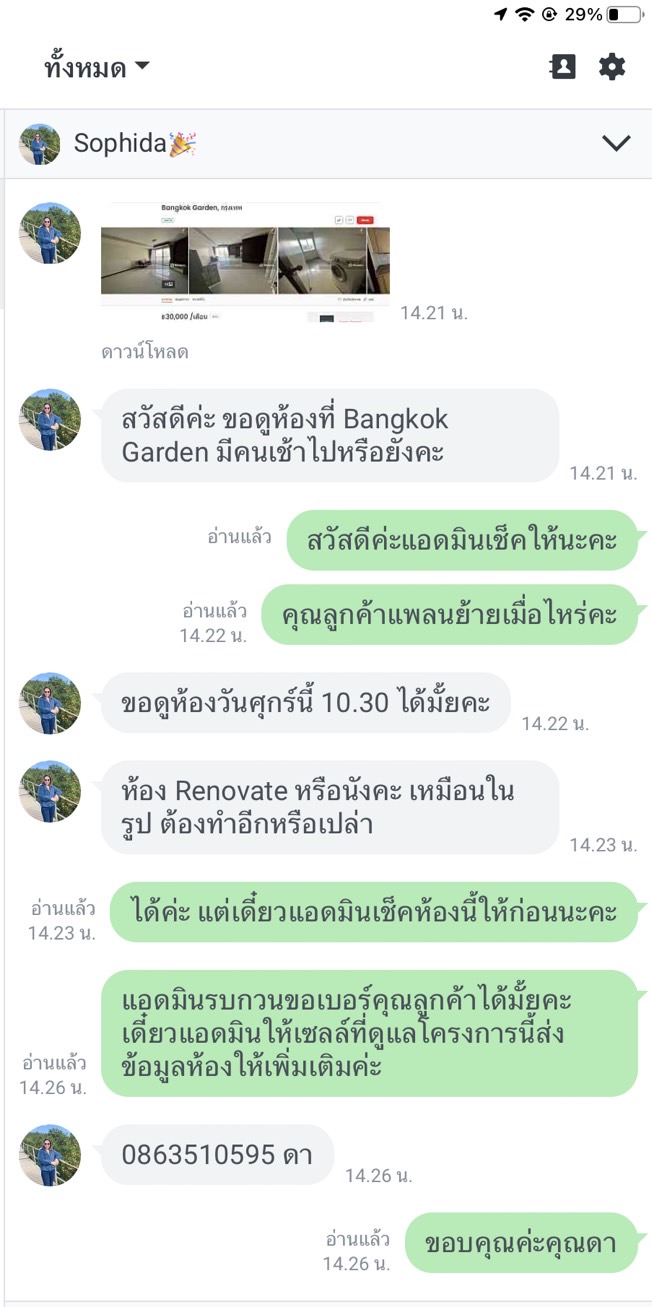 29%
ทั้งหมด
Sophida🎉
Bangkok Garden, กรุงเทพ
฿30,000 /เดือน
14.21 น.
ดาวน์โหลด
สวัสดีค่ะ ขอดูห้องที่ Bangkok
Garden มีคนเช้าไปหรือยังคะ
14.21 น.
อ่านแล้ว
สวัสดีค่ะแอดมินเช็คให้นะคะ
อ่านแล้ว
14.22 น.
คุณลูกค้าแพลนย้ายเมื่อไหร่คะ
ขอดูห้องวันศุกร์นี้ 10.30 ได้มั้ยคะ
14.22 น.
ห้อง Renovate หรือนังคะ เหมือนใน
รูป ต้องทำอีกหรือเปล่า
14.23 น.
อ่านแล้ว
14.23 น.
ได้ค่ะ แต่เดี๋ยวแอดมินเช็คห้องนี้ให้ก่อนนะคะ
แอดมินรบกวนขอเบอร์คุณลูกค้าได้มั้ยคะ
เดี๋ยวแอดมินให้เซลล์ที่ดูแลโครงการนี้ส่ง
ข้อมูลห้องให้เพิ่มเติมค่ะ
อ่านแล้ว
14.26 น.
0863510595 ดา
14.26 น.
อ่านแล้ว
14.26 น.
ขอบคุณค่ะคุณดา